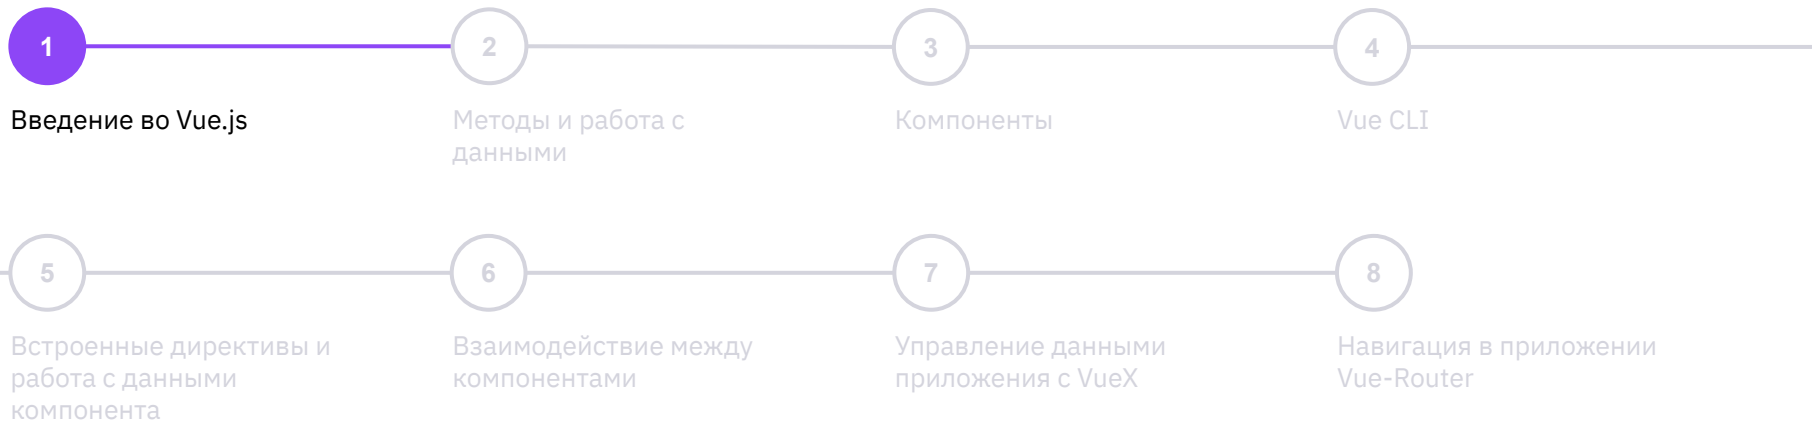 1
2
3
4
Введение во Vue.js
Методы и работа с
данными
Компоненты
Vue CLI
5
6
7
8
Встроенные директивы и
работа с данными
компонента
Взаимодействие между
компонентами
Управление данными
приложения с VueX
Навигация в приложении
Vue-Router